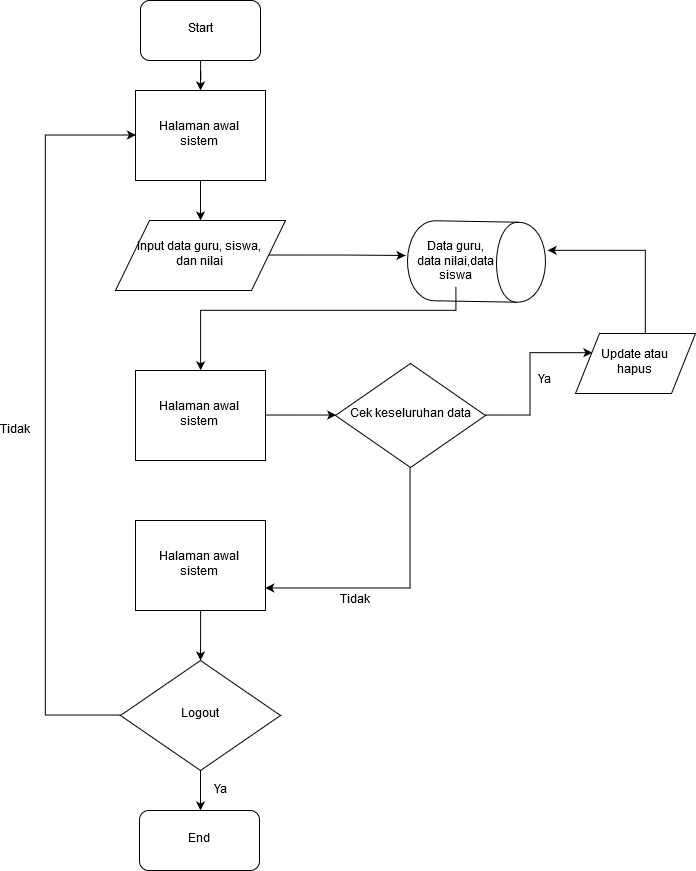 Start
Halaman awal
sistem
Input data guru, siswa,
dan nilai
Data guru,
data nilai,data
siswa
Update atau
hapus
Ya
Halaman awal
sistem
Cek keseluruhan data
Tidak
Halaman awal
sistem
Tidak
Logout
Ya
End